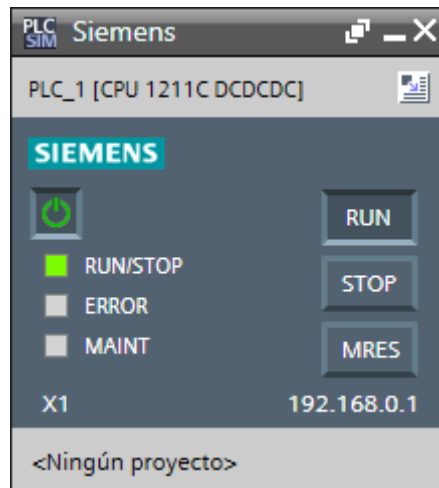 PLC SIM Siemens
PLC_1 [CPU 1211C DCDCDC]
SIEMENS
RUN
RUN/STOP
STOP
ERROR
MAINT
MRES
X1 192.168.0.1
<Ningún proyecto>